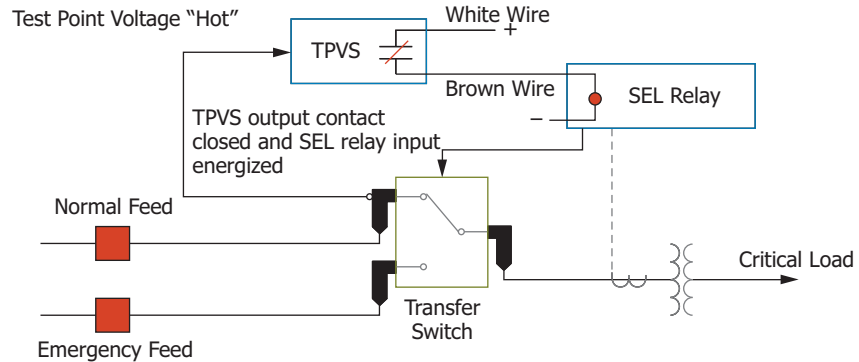 Test Point Voltage “Hot”
TPVS
White Wire
+
Brown Wire
–
SEL Relay
TPVS output contact
closed and SEL relay input
energized
Normal Feed
Emergency Feed
Transfer
Switch
Critical Load